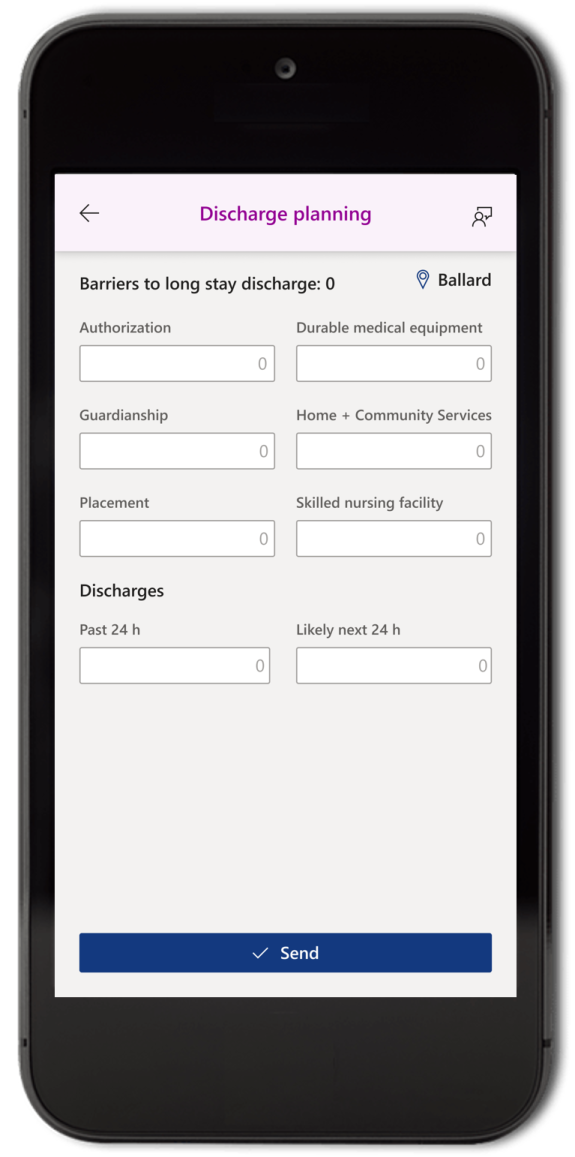 Discharge planning
Barriers to long stay discharge: 0
Ballard
Authorization
Durable medical equipment
0
0
Guardianship
Home + Community Services
0
0
Placement
Skilled nursing facility
0
0
Discharges
Past 24 h
Likely next 24 h
0
0
Send